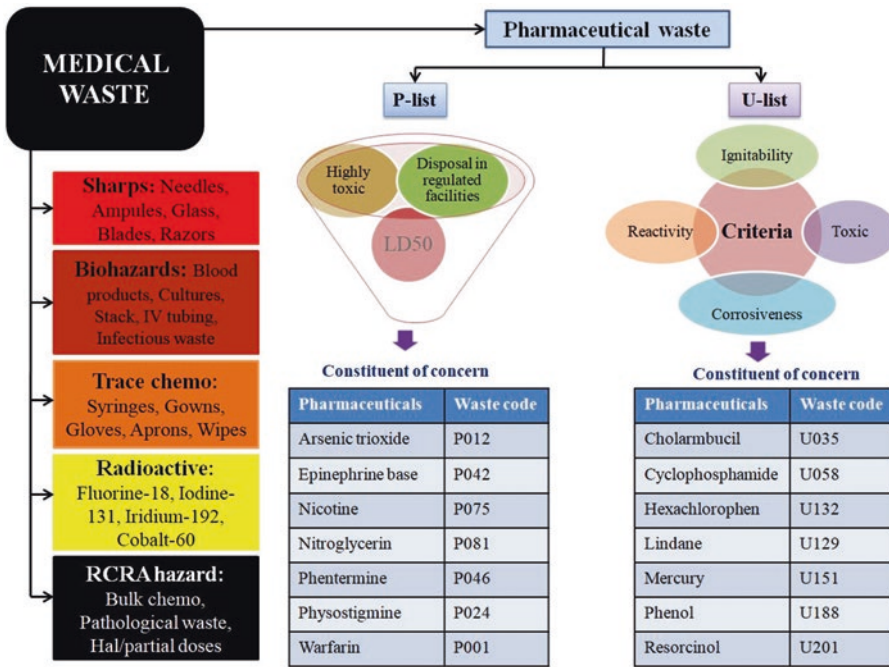 MEDICAL
WASTE
Pharmaceutical waste
P-list
U-list
Highly
toxic
Disposal in
regulated
facilities
LD50
Ignitability
Reactivity
Criteria
Toxic
Corrosiveness
Sharps: Needles,
Ampules, Glass,
Blades, Razors
Biohazards: Blood
products, Cultures,
Stack, IV tubing,
Infectious waste
Trace chemo:
Syringes, Gowns,
Gloves, Aprons, Wipes
Radioactive:
Fluorine-18, Iodine-
131, Iridium-192,
Cobalt-60
RCRA hazard:
Bulk chemo,
Pathological waste,
Hal/partial doses
Constituent of concern
Pharmaceuticals Waste code
Arsenic trioxide P012
Epinephrine base P042
Nicotine P075
Nitroglycerin P081
Phentermine P046
Physostigmine P024
Warfarin P001
Constituent of concern
Pharmaceuticals Waste code
Cholarmbucil U035
Cyclophosphamide U058
Hexachlorophen U132
Lindane U129
Mercury U151
Phenol U188
Resorcinol U201